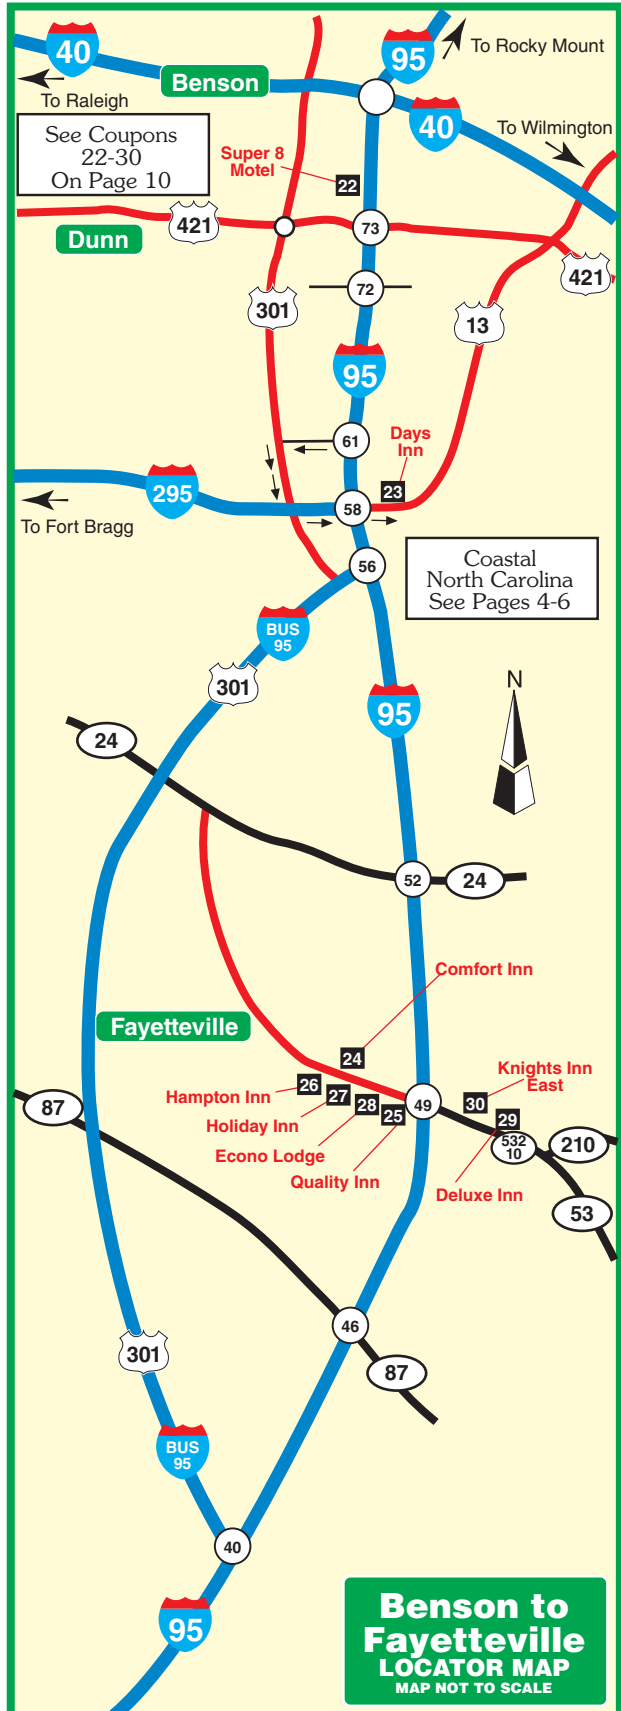 40
95
To Rocky Mount
Benson
To Raleigh
40
To Wilmington
See Coupons
22-30
On Page 10
Super 8
Motel
22
421
73
Dunn
421
72
301
13
95
61
Days
Inn
23
295
58
To Fort Bragg
56
Coastal
North Carolina
See Pages 4-6
BUS
95
301
N
95
24
52
24
Comfort Inn
Fayetteville
24
Knights Inn
East
26
Hampton Inn
27
Holiday Inn
28
25
49
30
29
87
Econo Lodge
532
10
210
Quality Inn
Deluxe Inn
53
46
301
87
BUS
95
40
95
Benson to
Fayetteville
LOCATOR MAP
MAP NOT TO SCALE